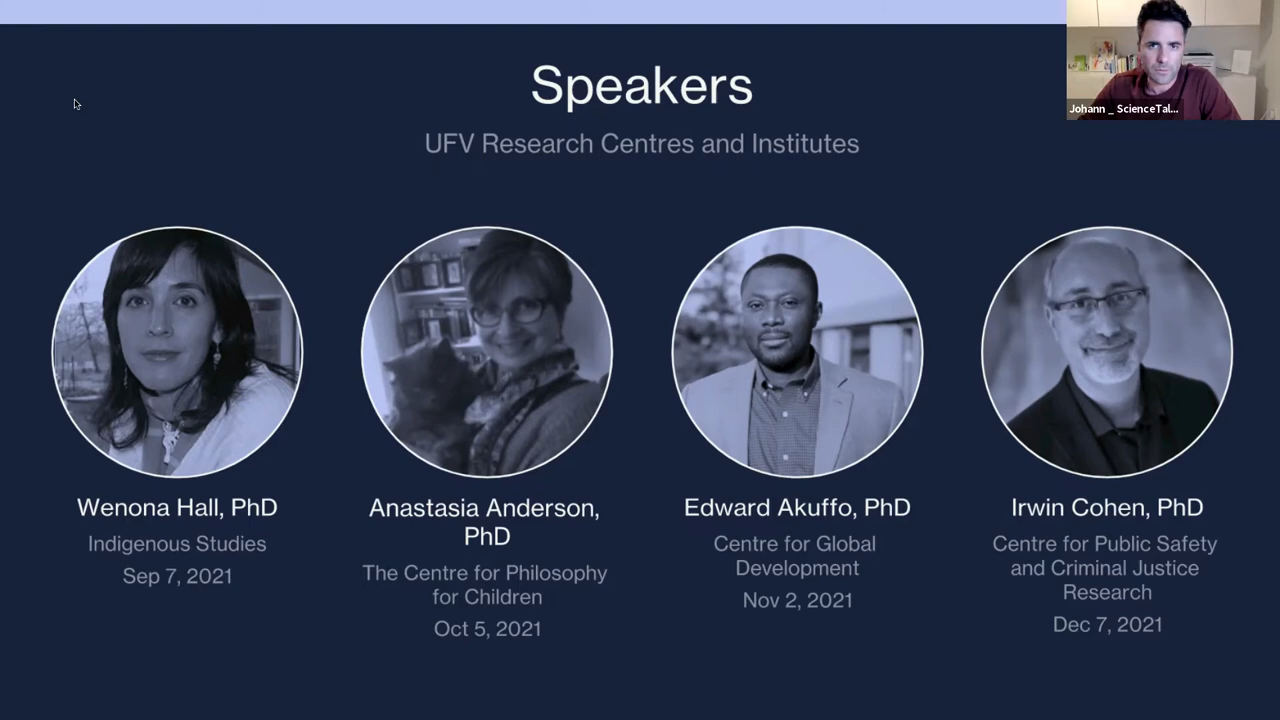 Speakers
UFV Research Centres and Institutes
Johann _ ScienceTal...
Wenona Hall, PhD
Indigenous Studies
Sep 7, 2021
Anastasia Anderson,
PhD
The Centre for Philosophy
for Children
Oct 5, 2021
Edward Akuffo, PhD
Centre for Global
Development
Nov 2, 2021
Irwin Cohen, PhD
Centre for Public Safety
and Criminal Justice
Research
Dec 7, 2021